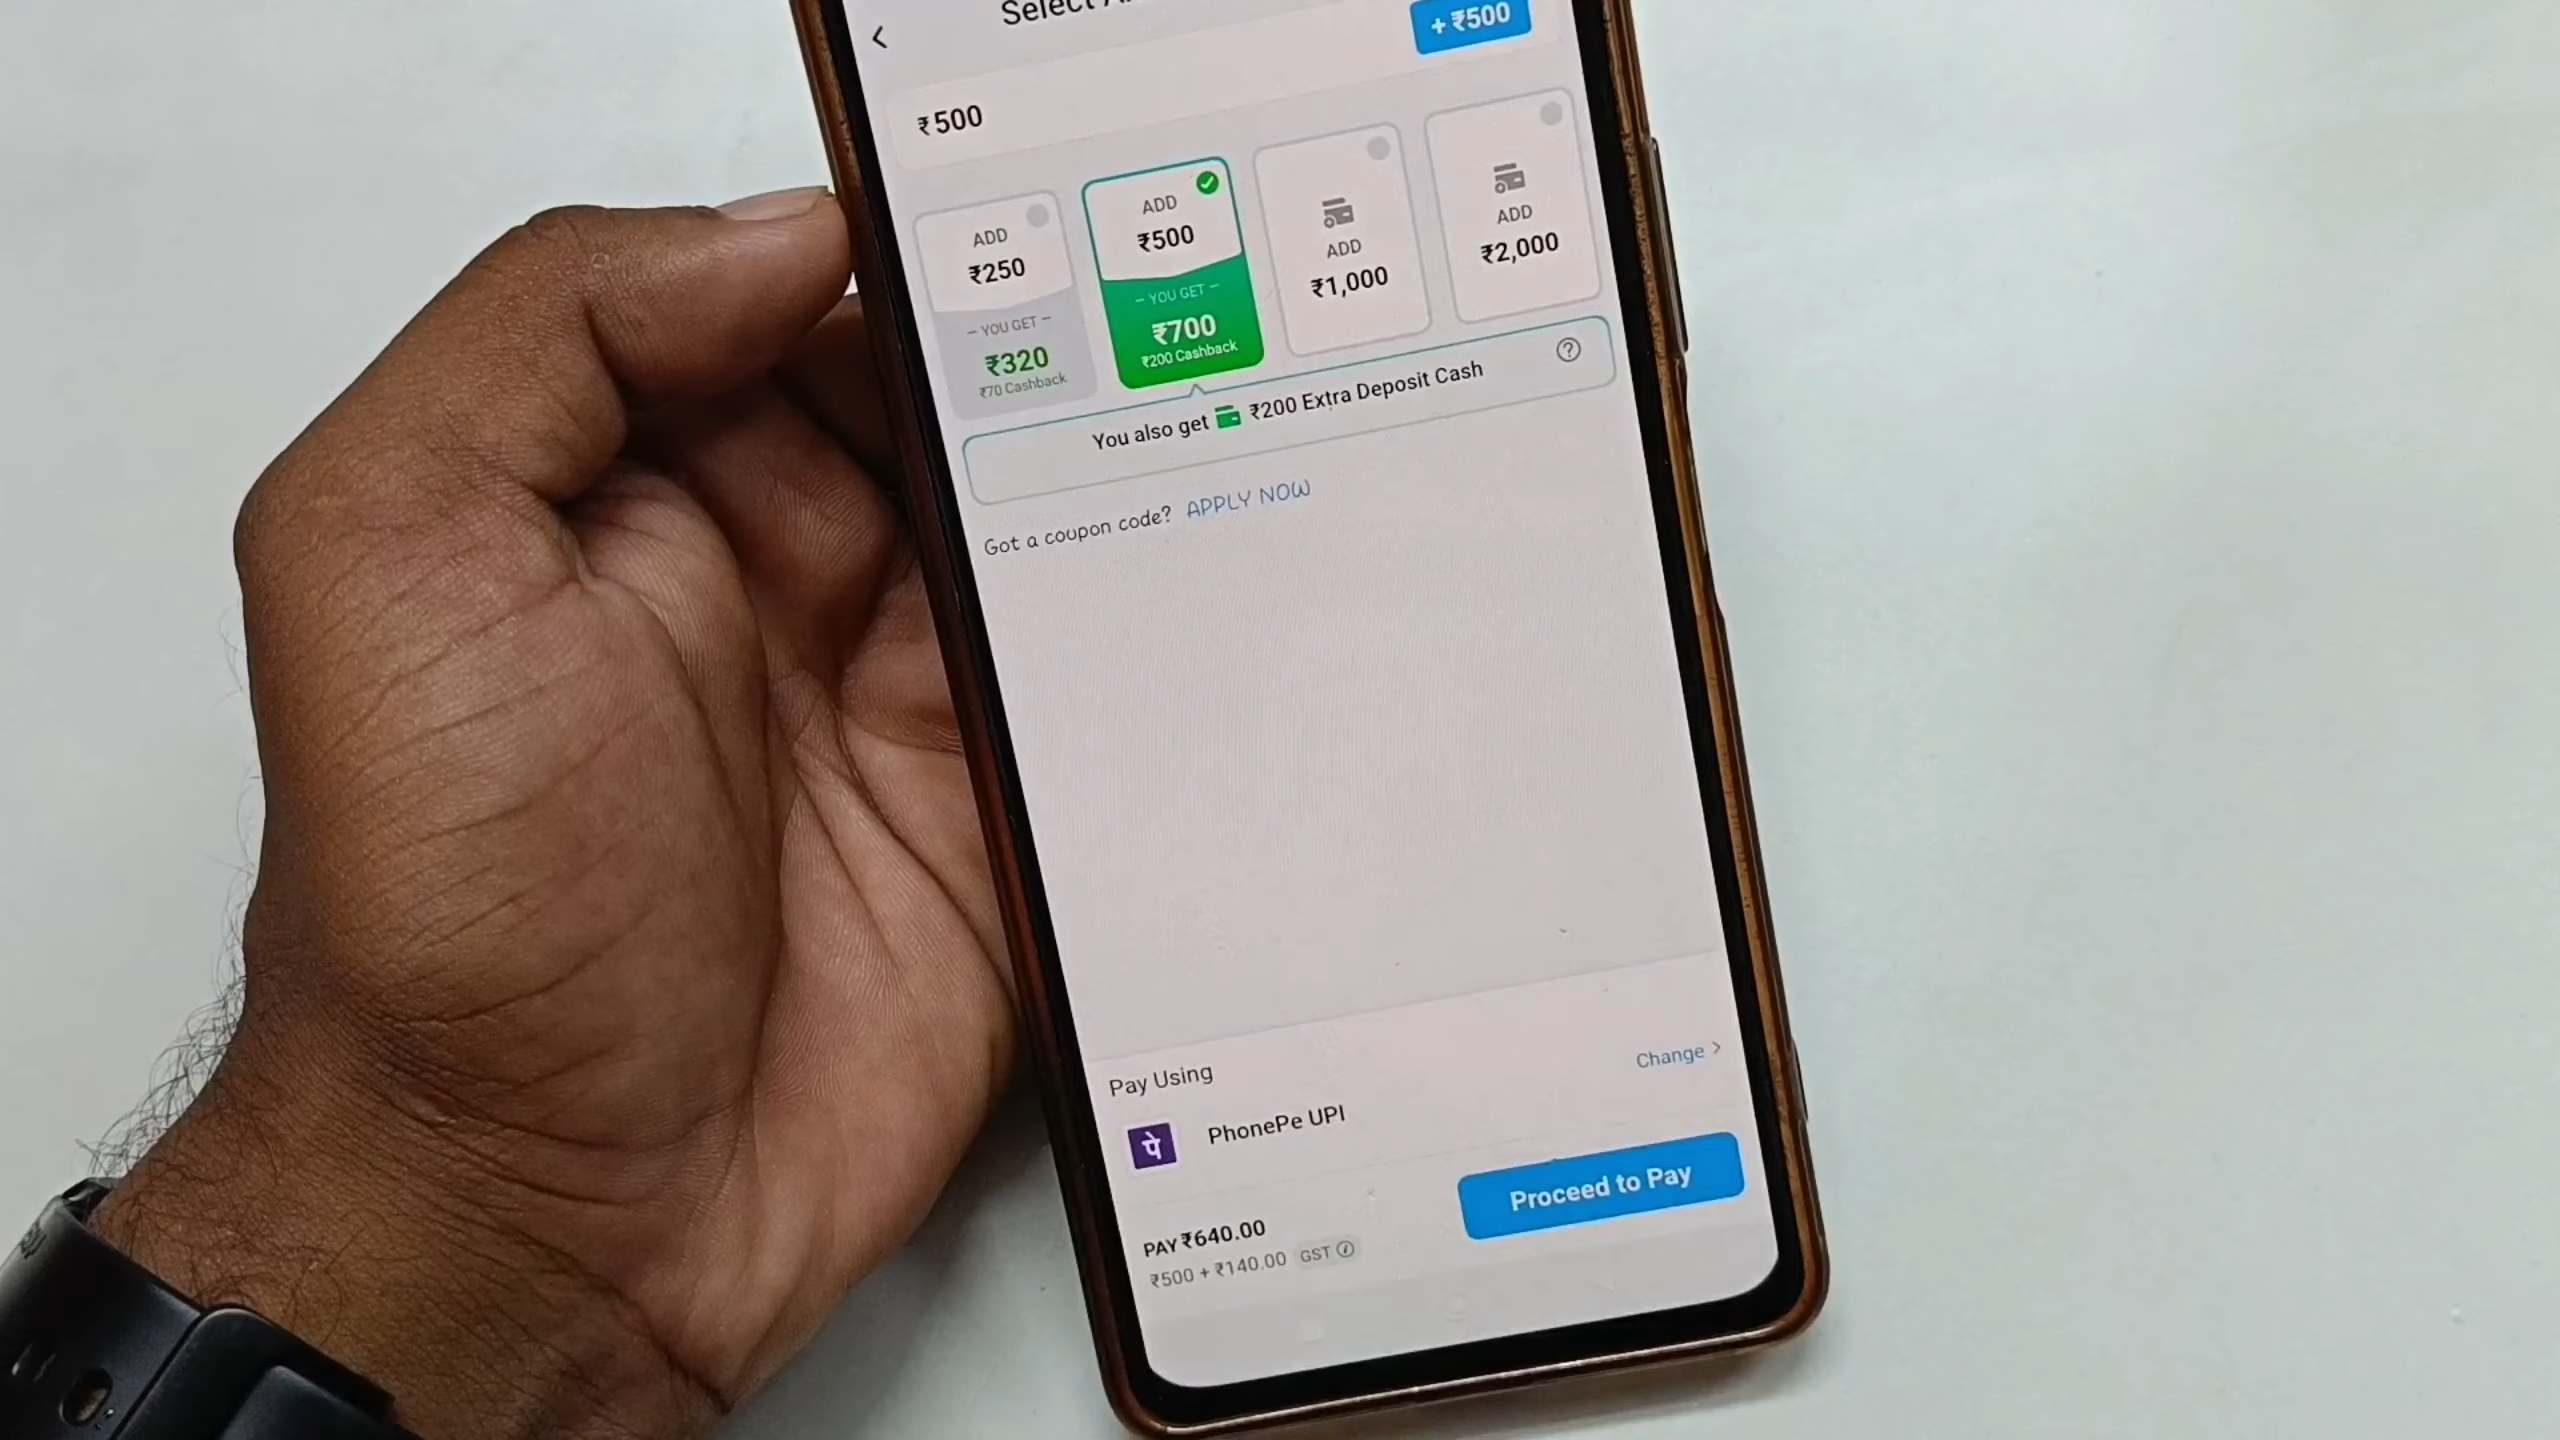 Select
+ ₹500
₹500
ADD
₹250
– YOU GET –
₹320
₹70 Cashback
ADD
₹500
– YOU GET –
₹700
₹200 Cashback
ADD
₹1,000
ADD
₹2,000
You also get ₹200 Extra Deposit Cash
Got a coupon code? APPLY NOW
Pay Using
Change >
पे PhonePe UPI
PAY ₹640.00
₹500 + ₹140.00 GST
Proceed to Pay